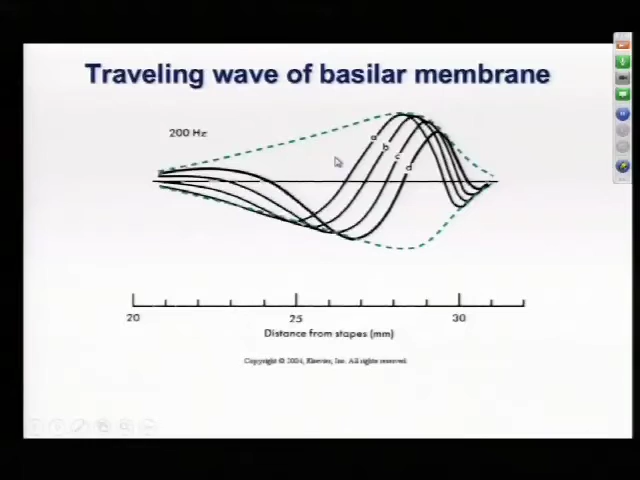 Traveling wave of basilar membrane
200 Hz
a
b
c
d
20 25 30
Distance from stapes (mm)
Copyright © 2004, Elsevier, Inc. All rights reserved.